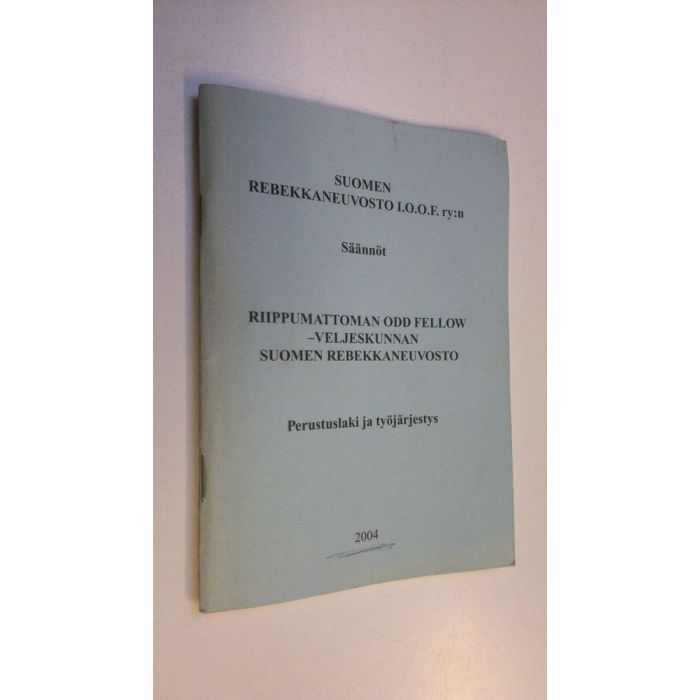 SUOMEN
REBEKKANEUVOSTO I.O.O.F. ry:n
Säännöt
RIIPPUMATTOMAN ODD FELLOW
–VELJESKUNNAN
SUOMEN REBEKKANEUVOSTO
Perustuslaki ja työjärjestys
2004